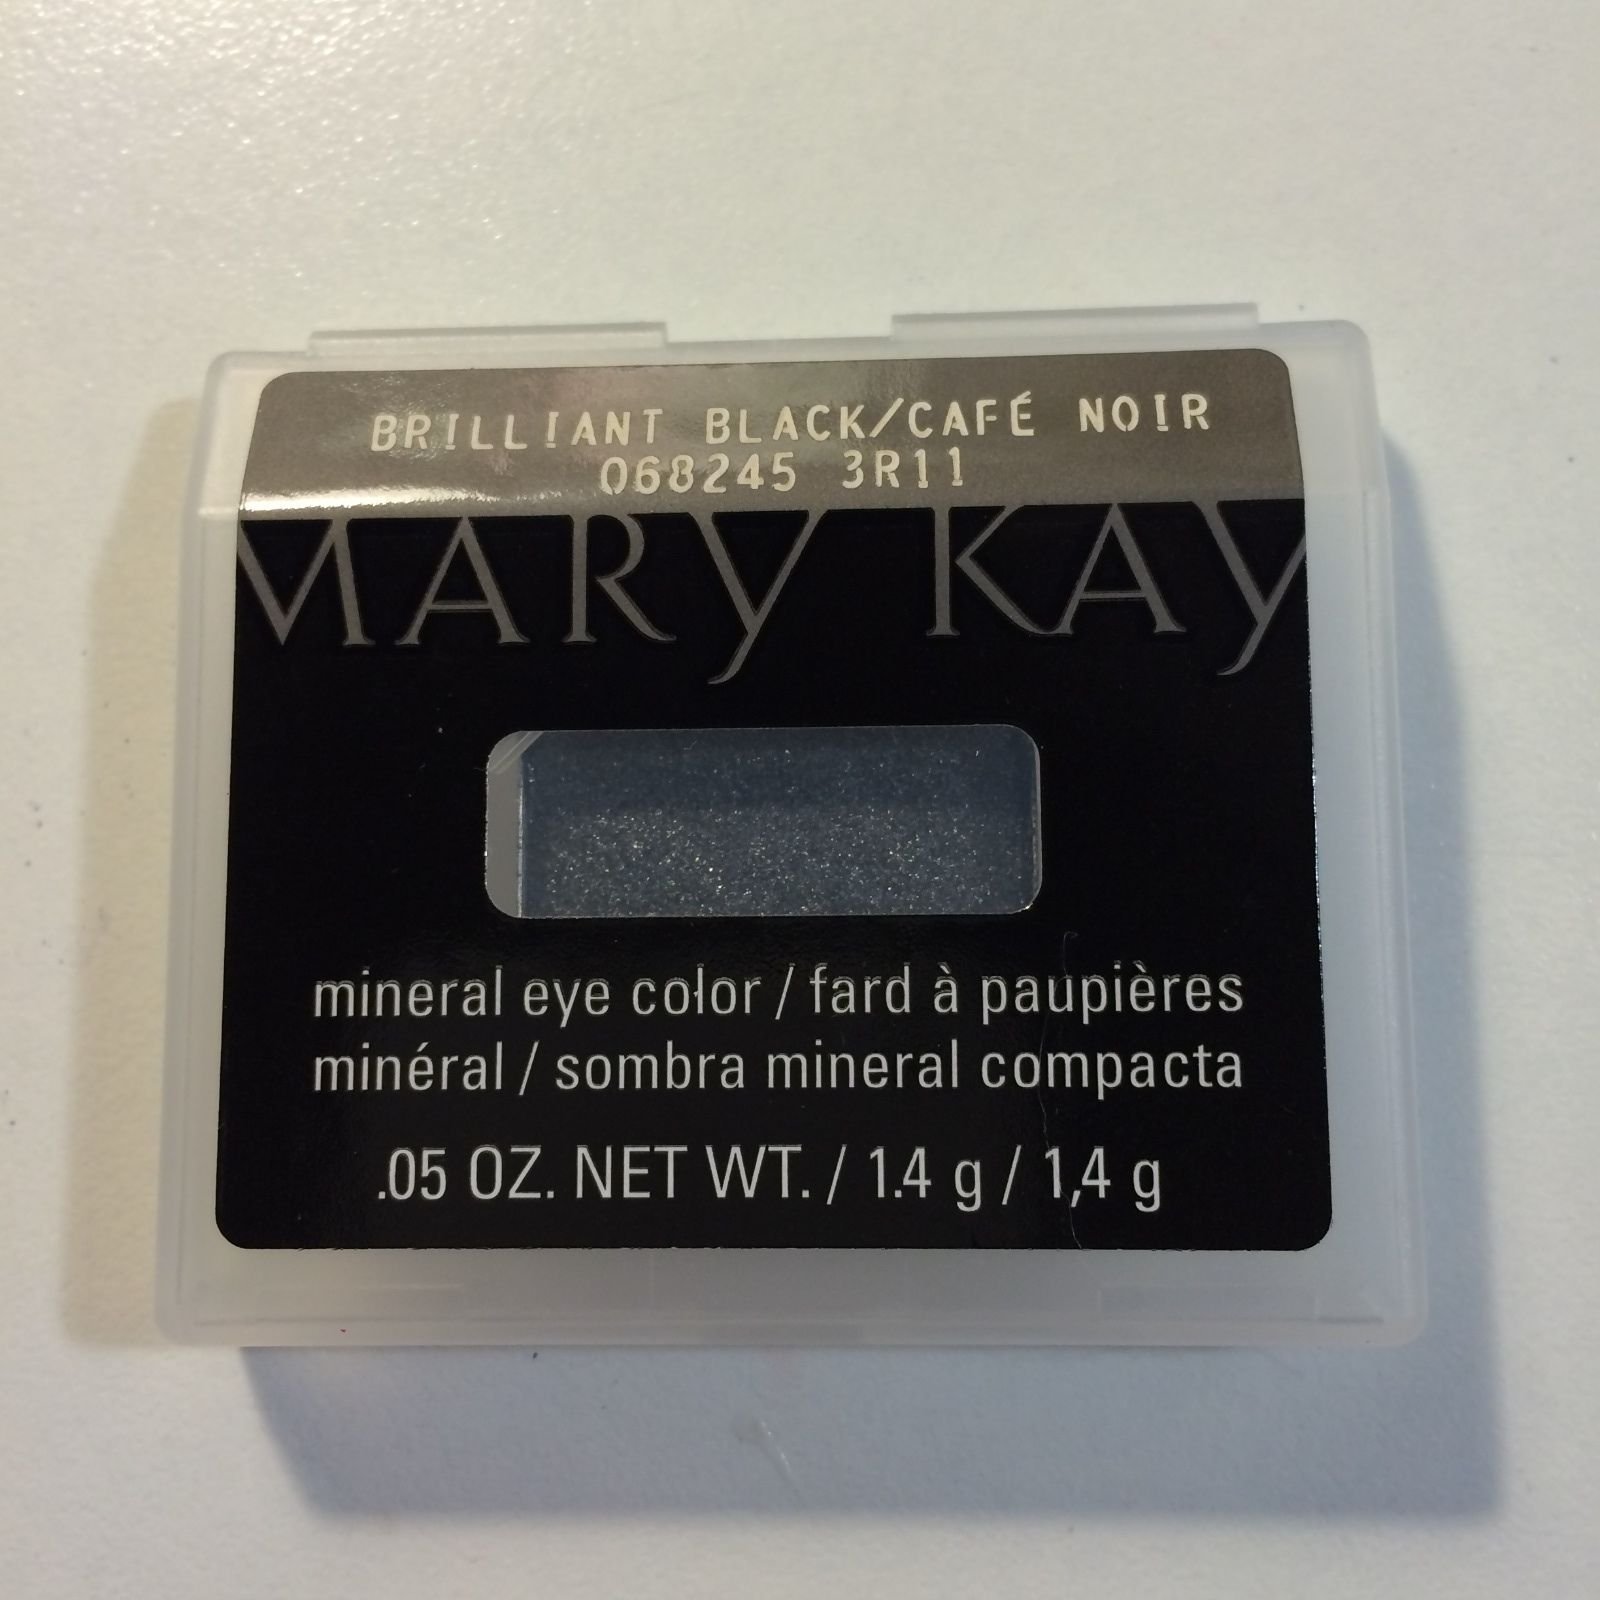 BRILLIANT BLACK/CAFÉ NOIR
068245 3R11
MARY KAY
mineral eye color / fard à paupières
minéral / sombra mineral compacta
.05 OZ. NET WT. / 1.4 g / 1,4 g